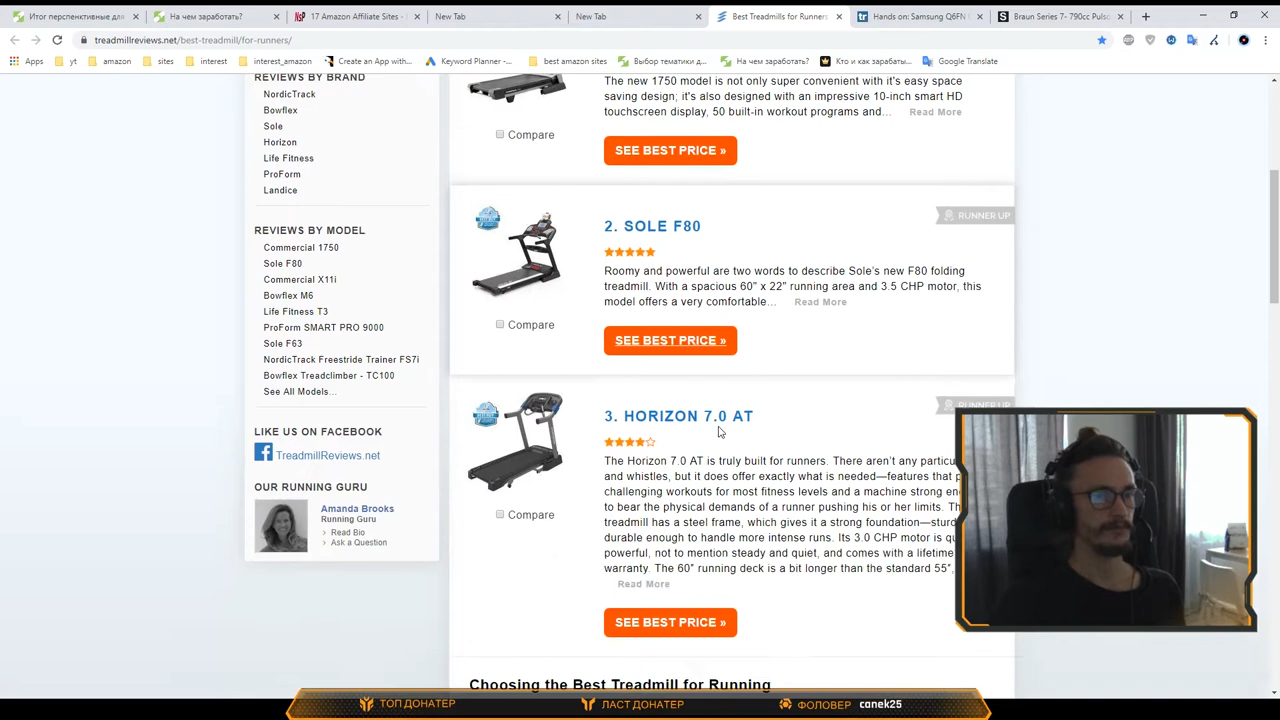 Итог перспективные для
На чем заработать?
17 Amazon Affiliate Sites -
New Tab
New Tab
Best Treadmills for Runners
Hands on: Samsung Q6FN
Braun Series 7- 790cc Pulso
treadmillreviews.net/best-treadmill/for-runners/
Apps
yt
amazon
sites
interest
interest_amazon
Create an App with...
Keyword Planner -...
best amazon sites
Выбор тематики д...
На чем заработать?
Кто и как зарабаты...
Google Translate
REVIEWS BY BRAND
NordicTrack
Bowflex
Sole
Horizon
Life Fitness
ProForm
Landice
REVIEWS BY MODEL
Commercial 1750
Sole F80
Commercial X11i
Bowflex M6
Life Fitness T3
ProForm SMART PRO 9000
Sole F63
NordicTrack Freestride Trainer FS7i
Bowflex Treadclimber - TC100
See All Models...
LIKE US ON FACEBOOK
TreadmillReviews.net
OUR RUNNING GURU
Amanda Brooks
Running Guru
Read Bio
Ask a Question
The new 1750 model is not only super convenient with it's easy space
saving design; it's also designed with an impressive 10-inch smart HD
touchscreen display, 50 built-in workout programs and... Read More
Compare
SEE BEST PRICE »
RUNNER UP
2. SOLE F80
Roomy and powerful are two words to describe Sole's new F80 folding
treadmill. With a spacious 60" x 22" running area and 3.5 CHP motor, this
model offers a very comfortable... Read More
Compare
SEE BEST PRICE »
RUNNER UP
3. HORIZON 7.0 AT
The Horizon 7.0 AT is truly built for runners. There aren't any particu
and whistles, but it does offer exactly what is needed—features that p
challenging workouts for most fitness levels and a machine strong en
to bear the physical demands of a runner pushing his or her limits. Th
treadmill has a steel frame, which gives it a strong foundation—sturd
durable enough to handle more intense runs. Its 3.0 CHP motor is qu
powerful, not to mention steady and quiet, and comes with a lifetime
warranty. The 60" running deck is a bit longer than the standard 55",
Read More
Compare
SEE BEST PRICE »
Choosing the Best Treadmill for Running
ТОП ДОНАТЕР
ЛАСТ ДОНАТЕР
ФОЛОВЕР canek25